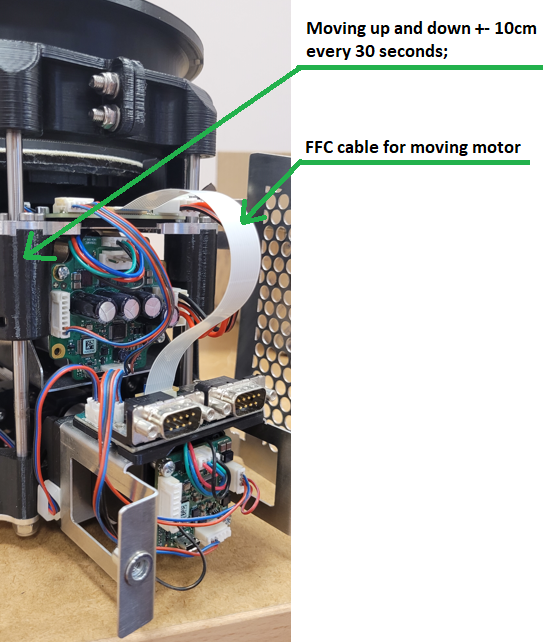 Moving up and down +- 10cm
every 30 seconds;
FFC cable for moving motor